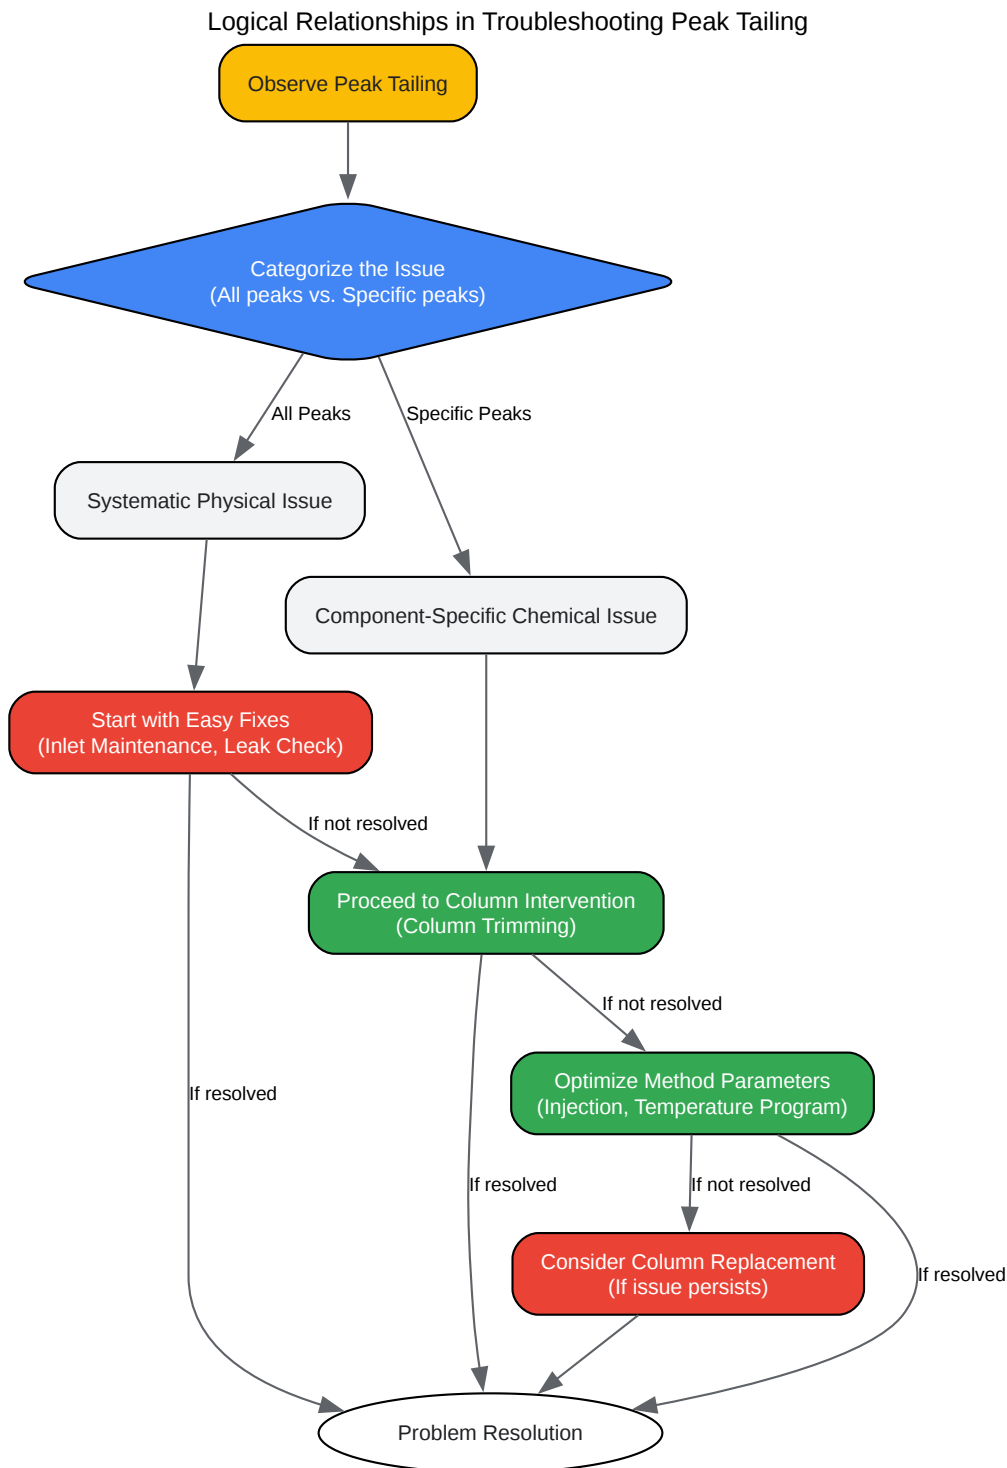 Logical Relationships in Troubleshooting Peak Tailing
Observe Peak Tailing
Categorize the Issue
(All peaks vs. Specific peaks)
All Peaks
Specific Peaks
Systematic Physical Issue
Component-Specific Chemical Issue
Start with Easy Fixes
(Inlet Maintenance, Leak Check)
If not resolved
Proceed to Column Intervention
(Column Trimming)
If not resolved
Optimize Method Parameters
(Injection, Temperature Program)
If resolved
If resolved
If not resolved
Consider Column Replacement
(If issue persists)
If resolved
Problem Resolution